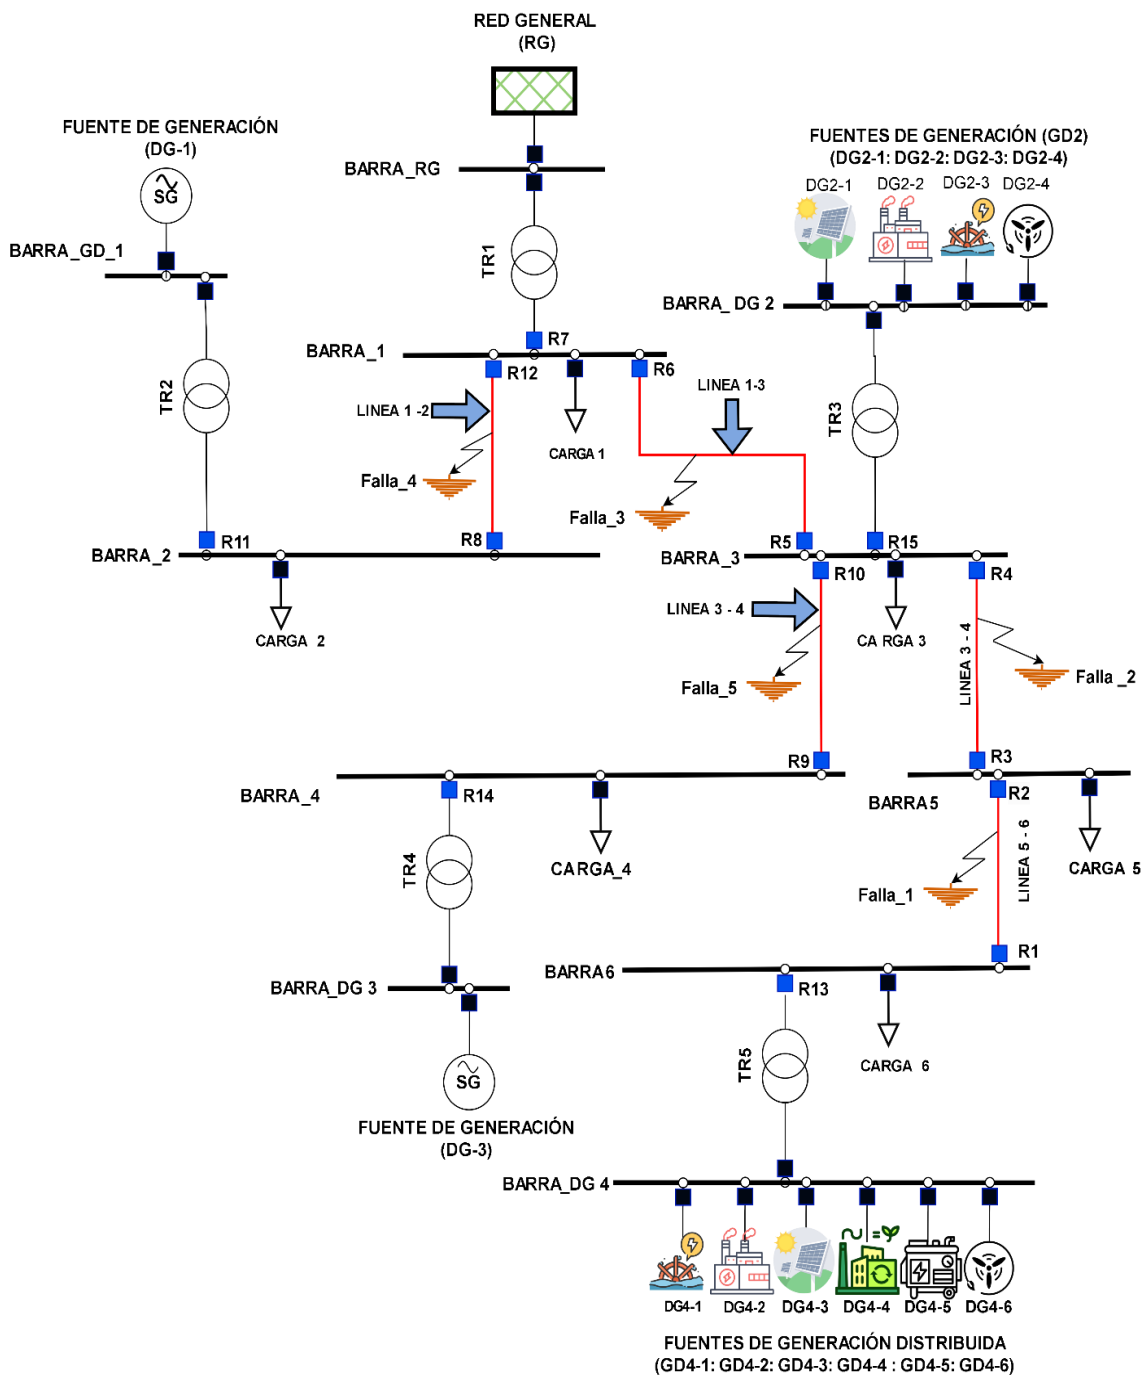 RED GENERAL
(RG)
FUENTE DE GENERACIÓN
(DG-1)
SG
BARRA_RG
FUENTES DE GENERACIÓN (GD2)
(DG2-1: DG2-2: DG2-3: DG2-4)
DG2-1
DG2-2
DG2-3
DG2-4
BARRA_GD_1
TR1
BARRA_ DG 2
R7
BARRA_1
R12
R6
TR2
LINEA 1 -2
LINEA 1-3
TR3
CARGA 1
Falla_4
Falla_3
R11
R8
BARRA_2
R5
R15
BARRA_3
R10
R4
LINEA 3 - 4
CARGA 2
CA RGA 3
LINEA 3 - 4
Falla_5
Falla _2
R9
R3
BARRA_4
R14
BARRA 5
R2
TR4
CARGA_4
CARGA 5
LINEA 5 - 6
Falla_1
R1
BARRA 6
BARRA_DG 3
R13
TR5
CARGA 6
SG
FUENTE DE GENERACIÓN
(DG-3)
BARRA_DG 4
DG4-1
DG4-2
DG4-3
DG4-4
DG4-5
DG4-6
FUENTES DE GENERACIÓN DISTRIBUIDA
(GD4-1: GD4-2: GD4-3: GD4-4 : GD4-5: GD4-6)